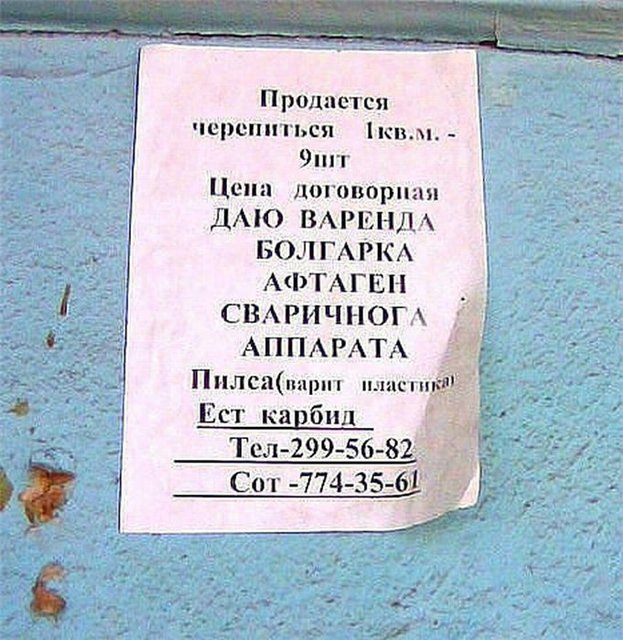 Продается
черепиться 1кв.м. -
9шт
Цена договорная
ДАЮ ВАРЕНДА
БОЛГАРКА
АФТАГЕН
СВАРИЧНОГА
АППАРАТА
Пилса(варит пластика)
Ест карбид
Тел-299-56-82
Сот -774-35-61